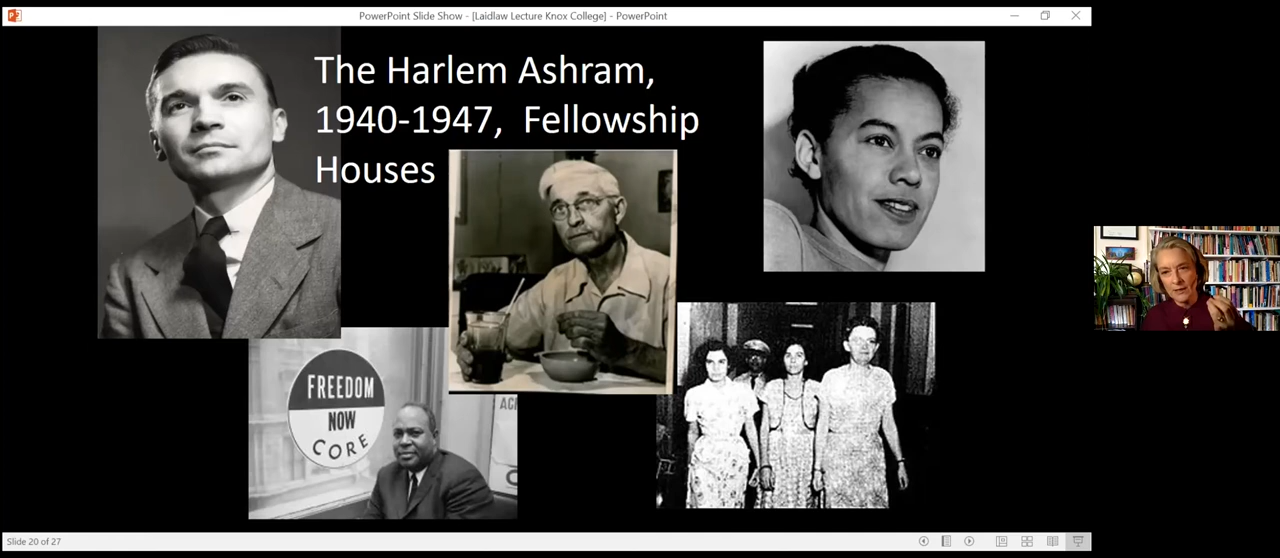 PowerPoint Slide Show - [Laidlaw Lecture Knox College] - PowerPoint
The Harlem Ashram,
1940-1947, Fellowship
Houses
FREEDOM
NOW
CORE
Slide 20 of 27